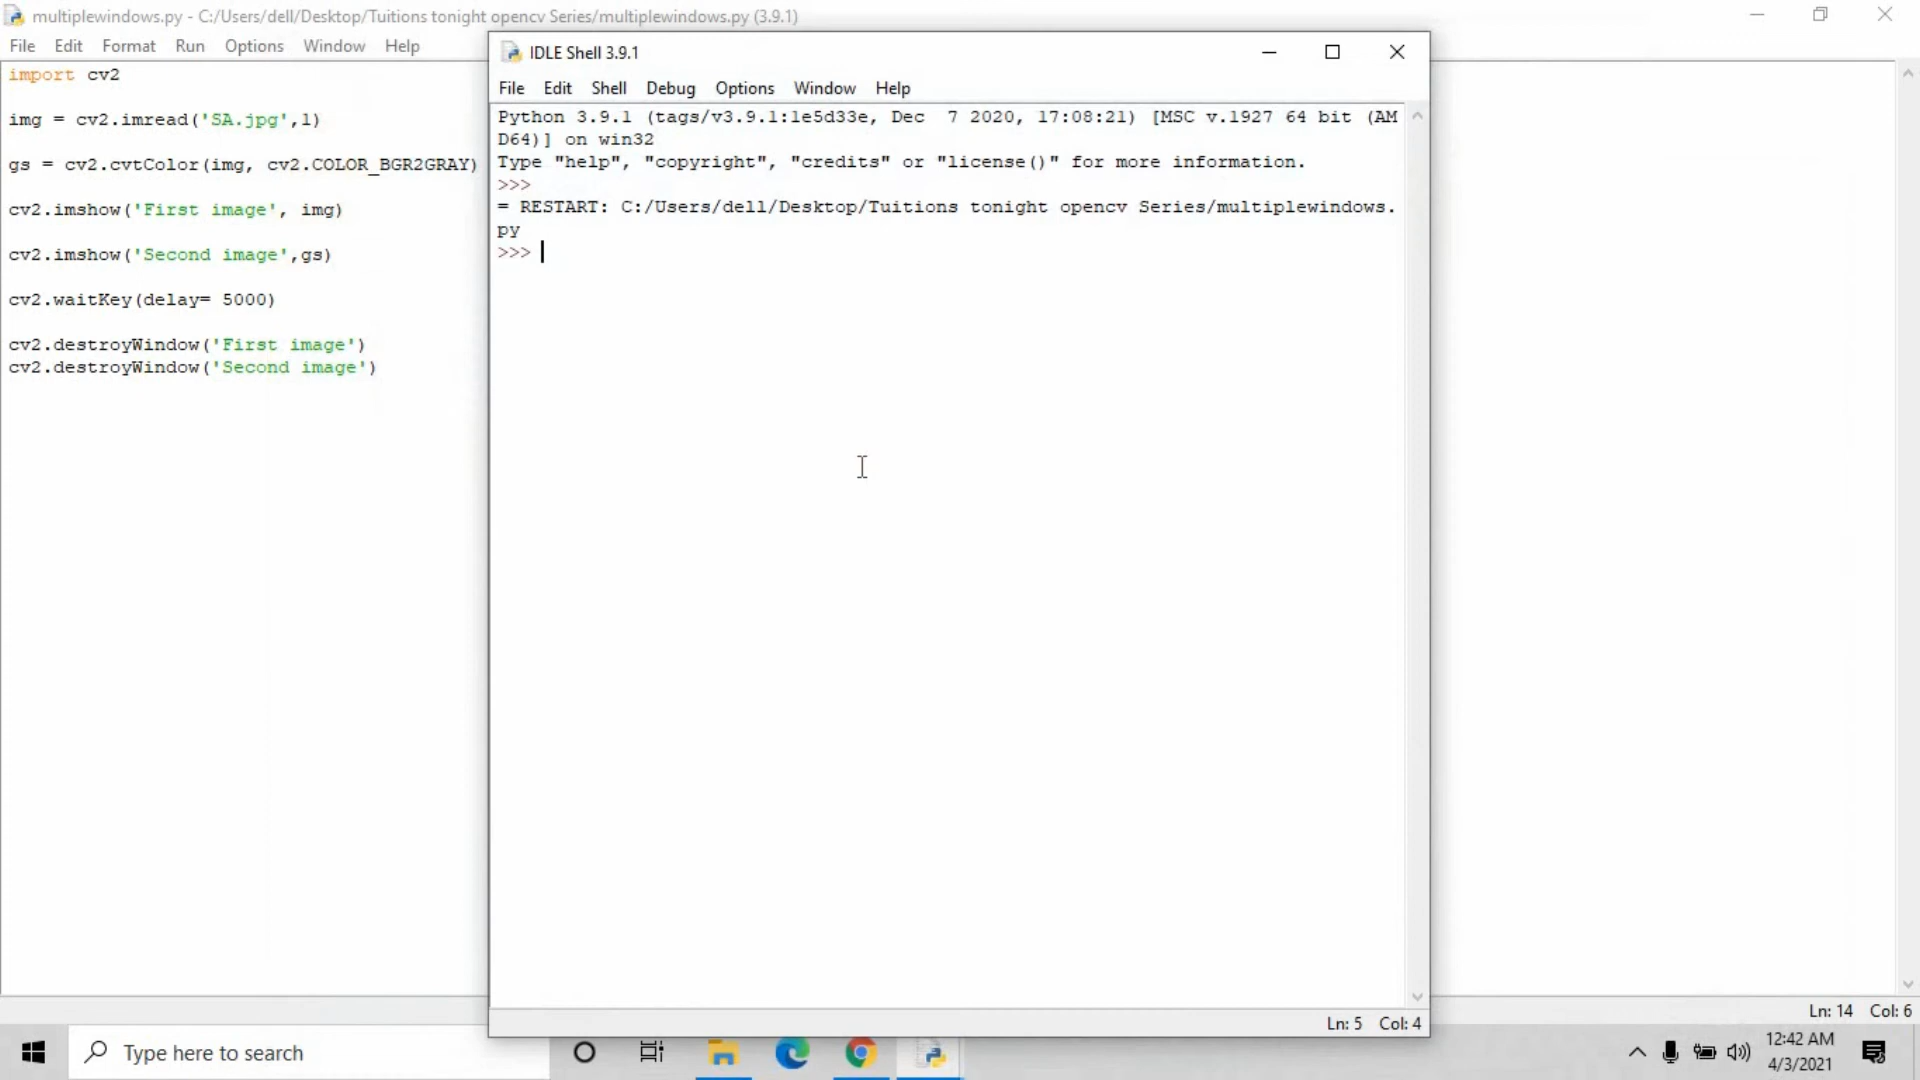 multiplewindows.py - C:/Users/dell/Desktop/Tuitions tonight opencv Series/multiplewindows.py (3.9.1)
File Edit Format Run Options Window Help
import cv2
img = cv2.imread('SA.jpg',1)
gs = cv2.cvtColor(img, cv2.COLOR_BGR2GRAY)
cv2.imshow('First image', img)
cv2.imshow('Second image',gs)
cv2.waitKey(delay= 5000)
cv2.destroyWindow('First image')
cv2.destroyWindow('Second image')
IDLE Shell 3.9.1
File Edit Shell Debug Options Window Help
Python 3.9.1 (tags/v3.9.1:1e5d33e, Dec  7 2020, 17:08:21) [MSC v.1927 64 bit (AM
D64)] on win32
Type "help", "copyright", "credits" or "license()" for more information.
>>>
= RESTART: C:/Users/dell/Desktop/Tuitions tonight opencv Series/multiplewindows.
py
>>>
Ln: 5 Col: 4
Ln: 14 Col: 6
Type here to search
12:42 AM
4/3/2021